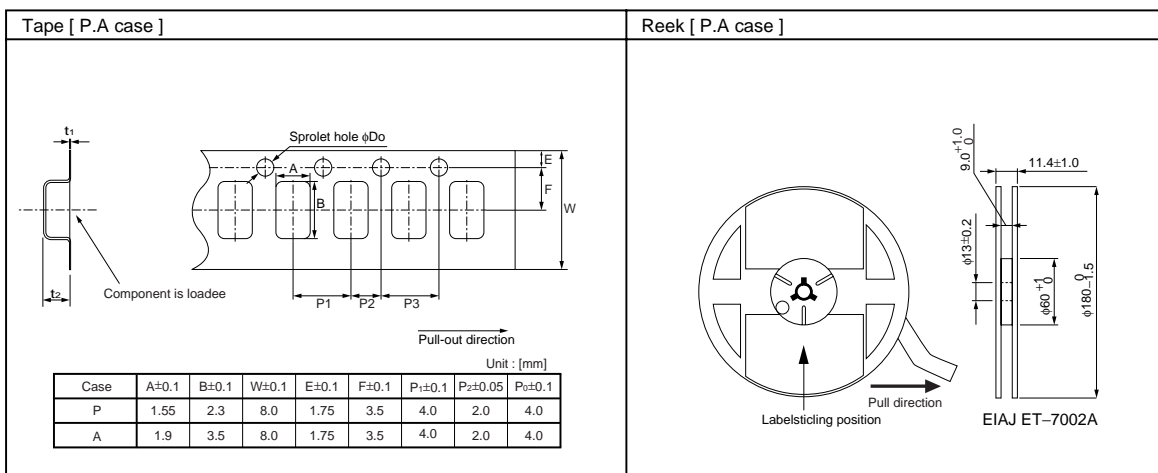 Tape [ P.A case ]
Reek [ P.A case ]
t1
t2
Component is loadee
Sprolet hole φDo
A
B
E
F
W
P1
P2
P3
Pull-out direction
Unit : [mm]
Case A±0.1 B±0.1 W±0.1 E±0.1 F±0.1 P1±0.1 P2±0.05 P0±0.1
P 1.55 2.3 8.0 1.75 3.5 4.0 2.0 4.0
A 1.9 3.5 8.0 1.75 3.5 4.0 2.0 4.0
9.0+1.0 0
11.4±1.0
φ13±0.2
φ60+1 0
φ180 0 −1.5
Labelsticling position
Pull direction
EIAJ ET–7002A